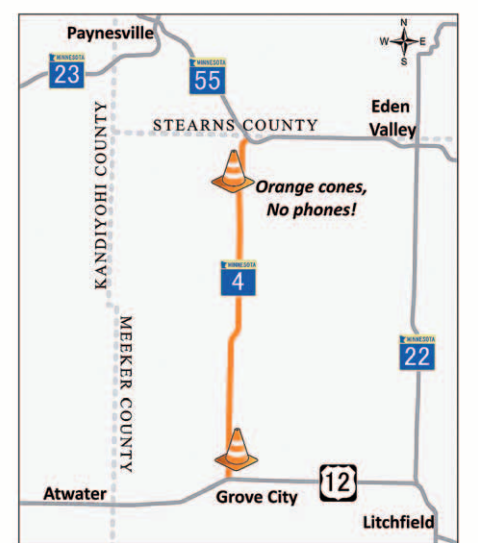 N
W E
S
Paynesville
MINNESOTA
23
MINNESOTA
55
Eden
Valley
STEARNS COUNTY
KANDIYOHI COUNTY
Orange cones,
No phones!
MINNESOTA
4
MEEKER COUNTY
MINNESOTA
22
Atwater
Grove City
12
Litchfield